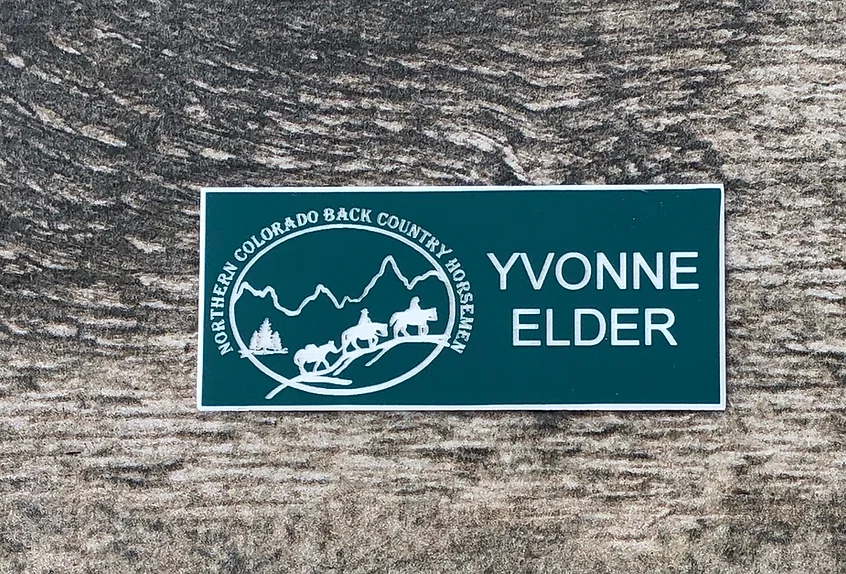 NORTHERN COLORADO BACK COUNTRY HORSEMEN
YVONNE
ELDER